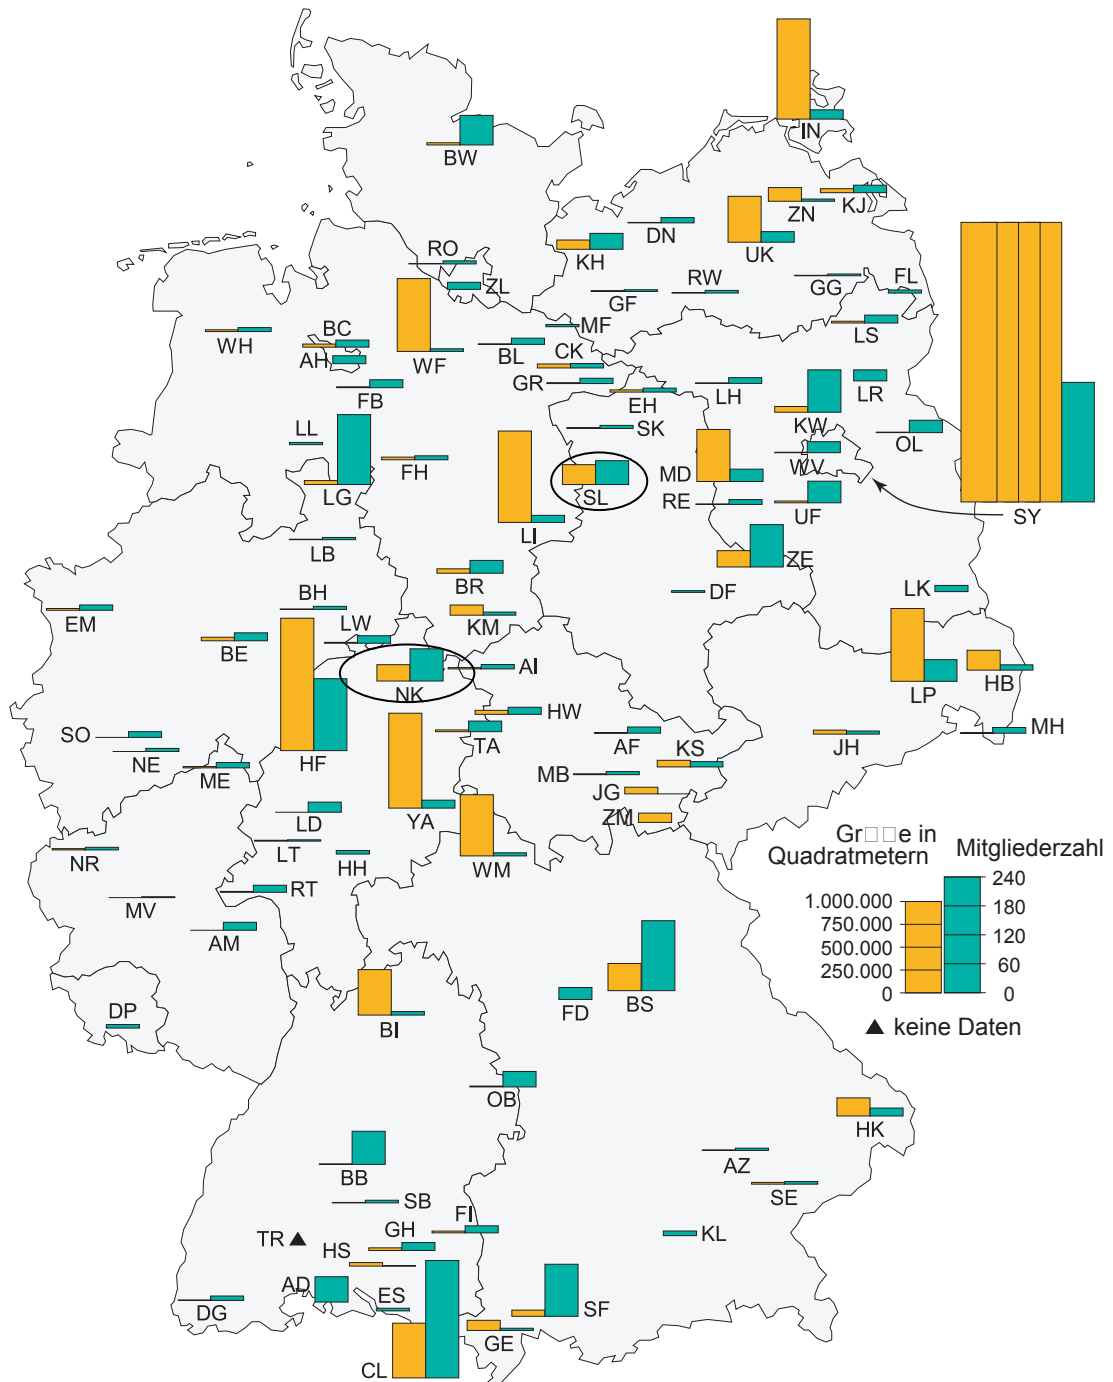 IN
BW
ZN
KJ
DN
UK
KH
RO
ZL
GF
RW
GG
FL
MF
LS
WH
BC
AH
WF
BL
CK
GR
FB
EH
LH
KW
LR
LL
SK
OL
FH
LG
SL
MD
WV
RE
UF
SY
LI
LB
ZE
BR
DF
LK
EM
BH
KM
LW
BE
AI
NK
LP
HB
HW
SO
NE
ME
HF
TA
AF
KS
JH
MH
MB
JG
YA
ZM
LD
LT
HH
WM
NR
RT
MV
AM
Gr□□e in
Quadratmetern
Mitgliederzahl
1.000.000
750.000
500.000
250.000
0
240
180
120
60
0
▲ keine Daten
DP
BI
FD
BS
OB
HK
BB
AZ
SE
SB
FI
TR
GH
KL
HS
AD
ES
DG
SF
GE
CL